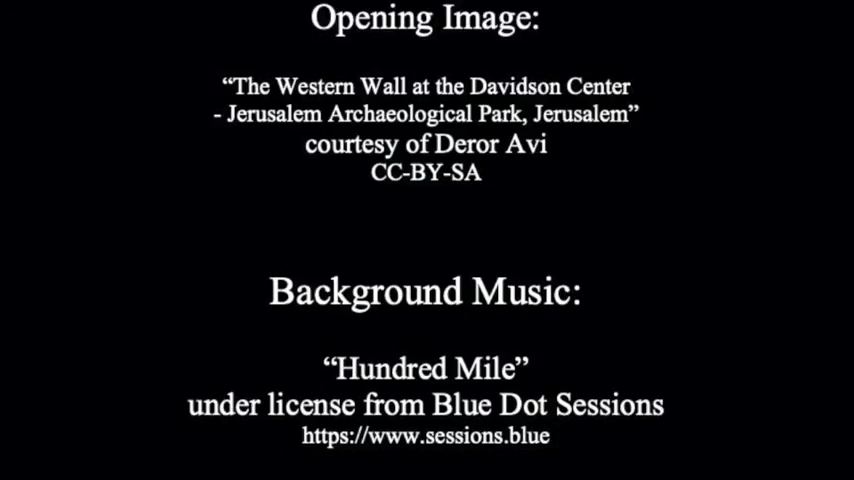 Opening Image:
“The Western Wall at the Davidson Center
- Jerusalem Archaeological Park, Jerusalem”
courtesy of Deror Avi
CC-BY-SA
Background Music:
“Hundred Mile”
under license from Blue Dot Sessions
https://www.sessions.blue